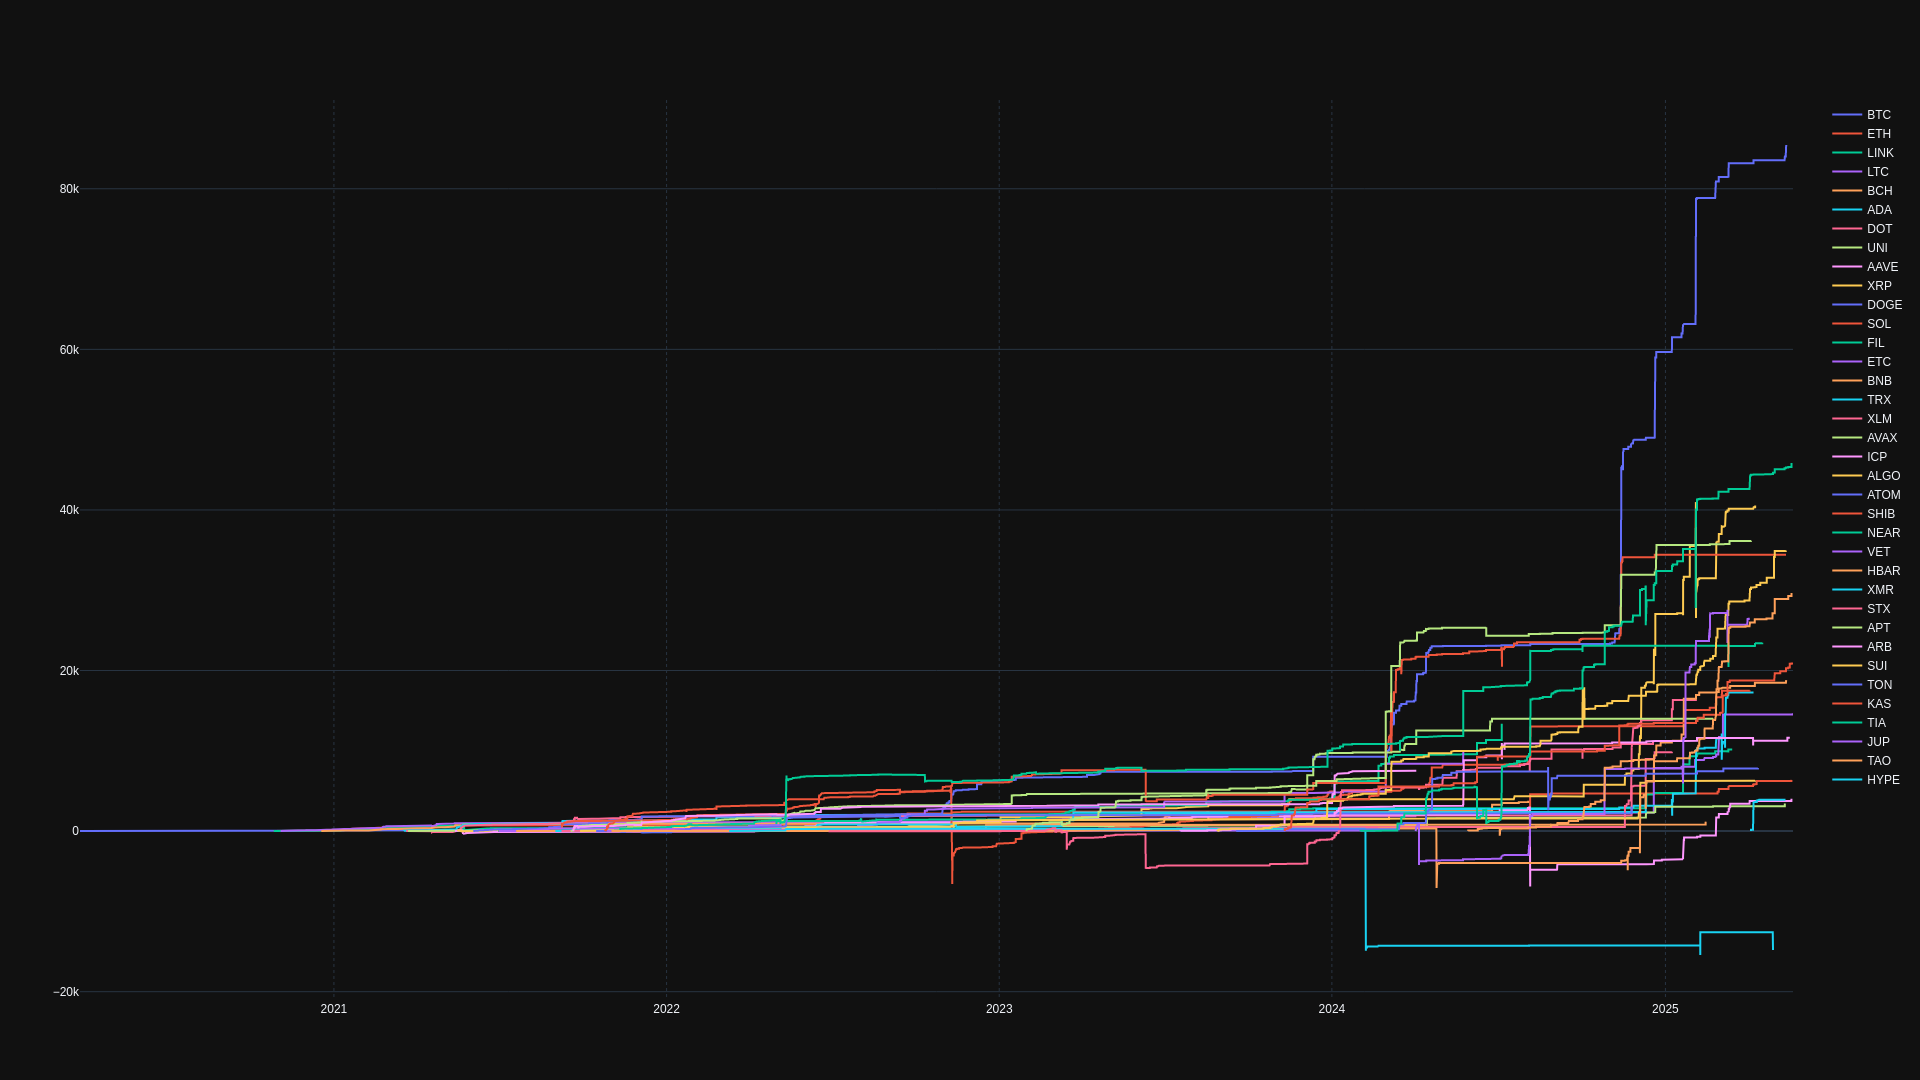 80k
60k
40k
20k
0
−20k
2021
2022
2023
2024
2025
BTC
ETH
LINK
LTC
BCH
ADA
DOT
UNI
AAVE
XRP
DOGE
SOL
FIL
ETC
BNB
TRX
XLM
AVAX
ICP
ALGO
ATOM
SHIB
NEAR
VET
HBAR
XMR
STX
APT
ARB
SUI
TON
KAS
TIA
JUP
TAO
HYPE